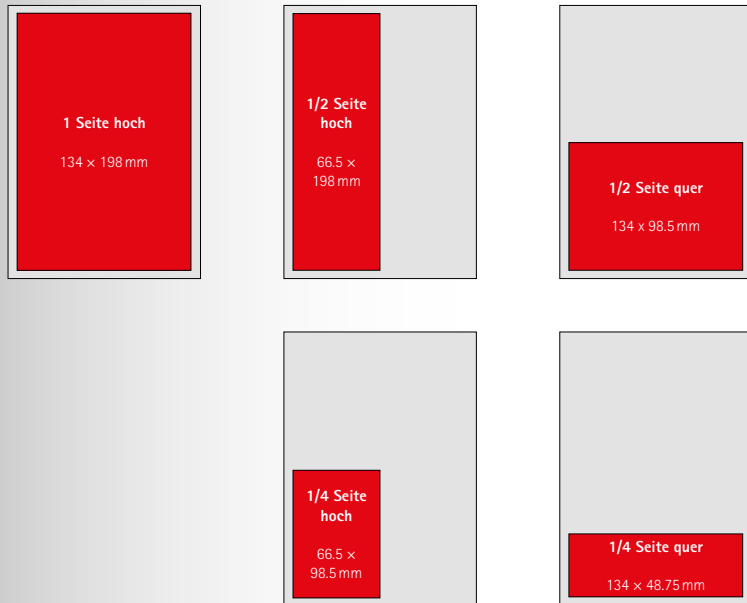 1 Seite hoch
134 × 198 mm
1/2 Seite
hoch
66.5 ×
198 mm
1/2 Seite quer
134 x 98.5 mm
1/4 Seite
hoch
66.5 ×
98.5 mm
1/4 Seite quer
134 × 48.75 mm